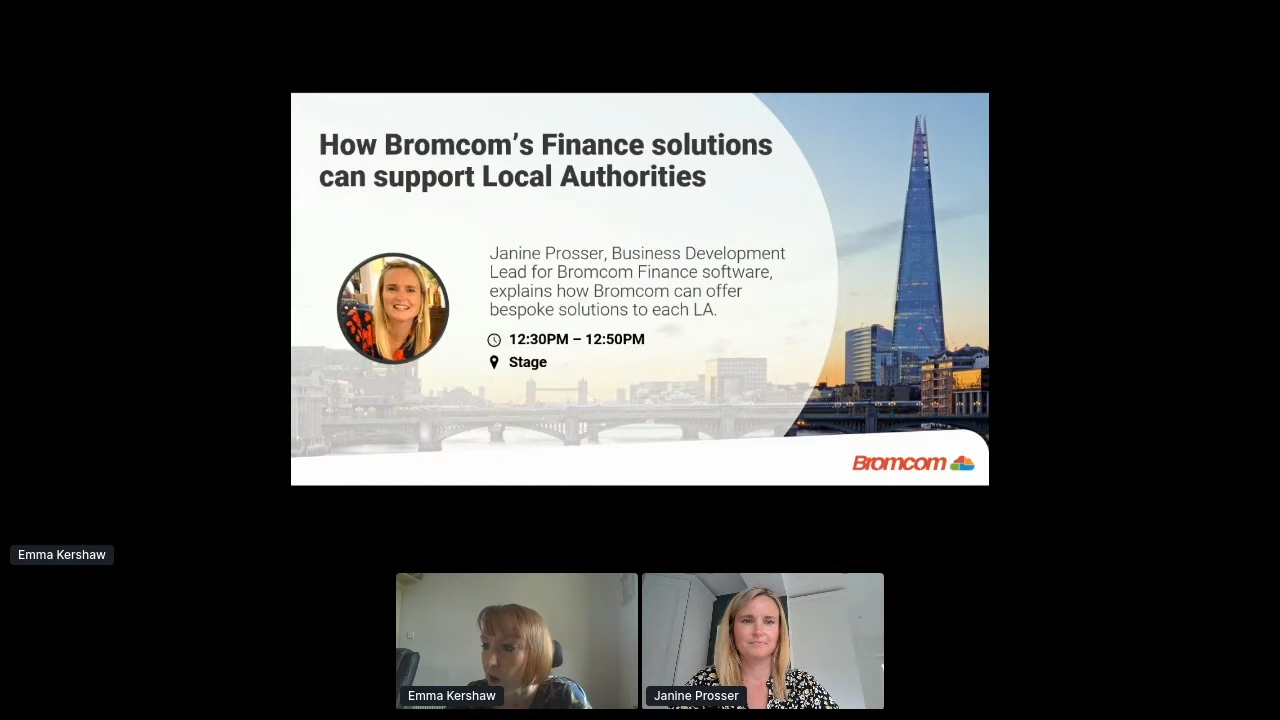 How Bromcom’s Finance solutions
can support Local Authorities
Janine Prosser, Business Development
Lead for Bromcom Finance software,
explains how Bromcom can offer
bespoke solutions to each LA.
12:30PM – 12:50PM
Stage
Bromcom
Emma Kershaw
Emma Kershaw
Janine Prosser